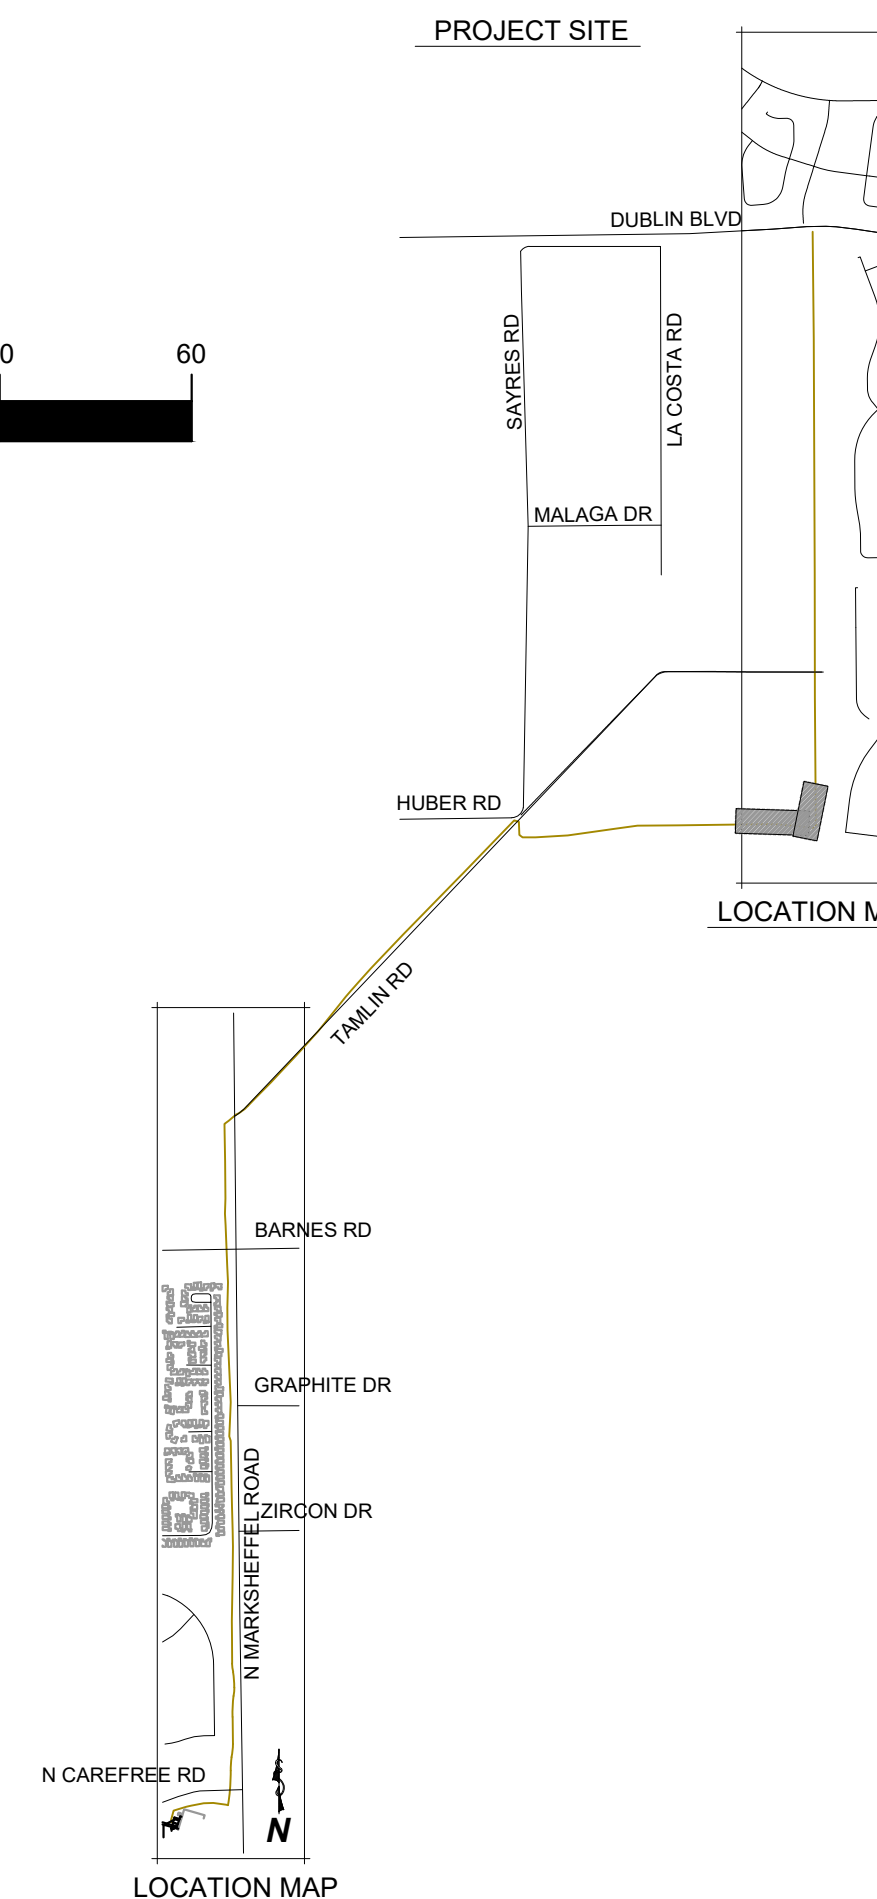 PROJECT SITE
DUBLIN BLVD
SAYRES RD
LA COSTA RD
0
60
MALAGA DR
HUBER RD
LOCATION M
TAMLIN RD
BARNES RD
GRAPHITE DR
ZIRCON DR
N MARKSHEFFEL ROAD
N CAREFREE RD
N
LOCATION MAP